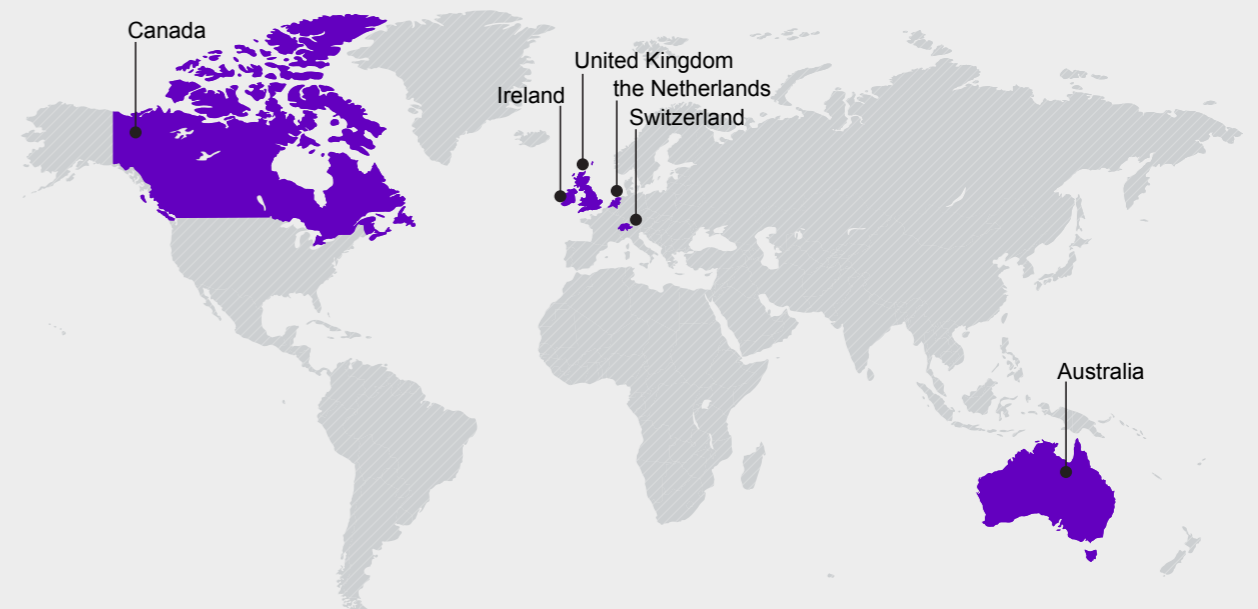 Canada
United Kingdom
the Netherlands
Ireland
Switzerland
Australia